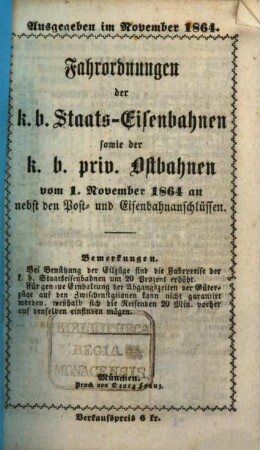 Ausgegeben im November 1864.
Fahrordnungen
der
k. b. Staats-Eisenbahnen
sowie der
k. b. priv. Ostbahnen
vom 1. November 1864 an
nebst den Post- und Eisenbahnanschlüssen.
Bemerkungen.
Bei Benützung der Eilzüge sind die Fahrpreise der
k. b. Staatseisenbahnen um 20 Prozent erhöht.
Für genaue Einhaltung der Abgangszeiten der Güter-
züge auf den Zwischenstationen kann nicht garantirt
werden, weßhalb sich die Reisenden 20 Min. vorher
auf denselben einfinden mögen.
BIBLIOTHECA
REGIA
MONACENSIS
München.
Druck von Georg Franz.
Verkaufspreis 6 kr.